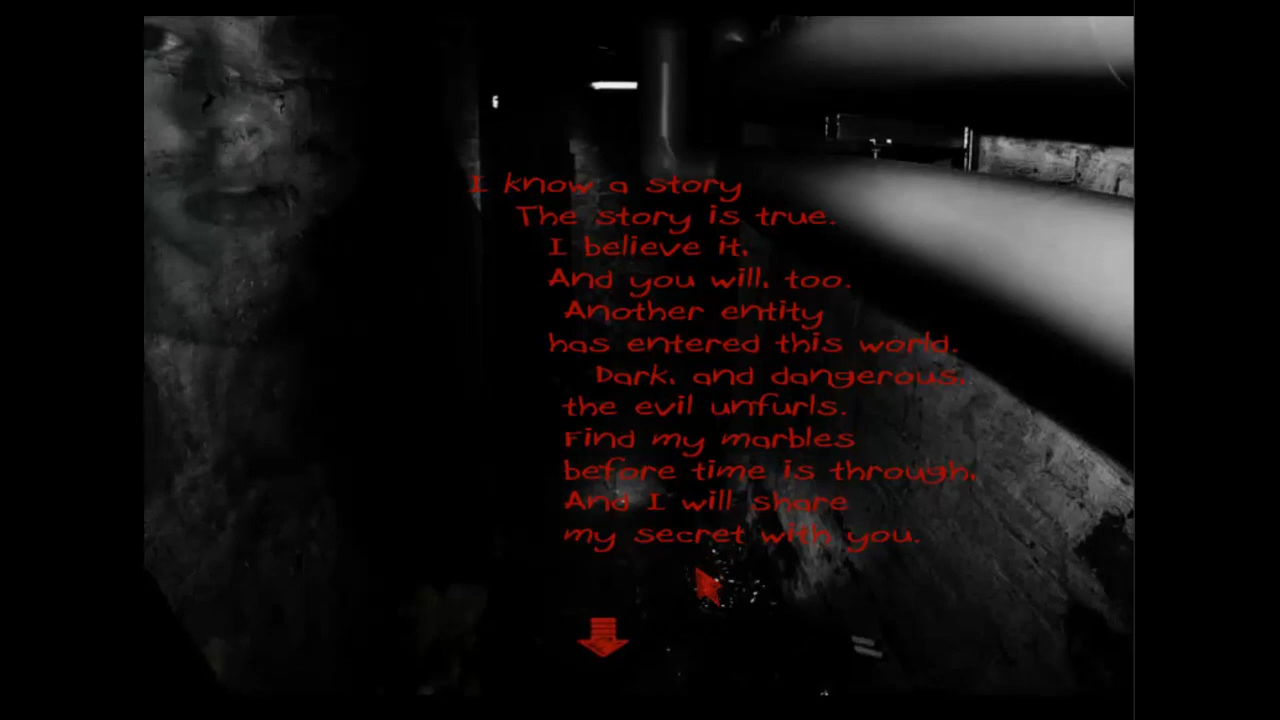 I know a story
The story is true.
I believe it,
And you will, too.
Another entity
has entered this world.
Dark, and dangerous,
the evil unfurls.
Find my marbles
before time is through,
And I will share
my secret with you.